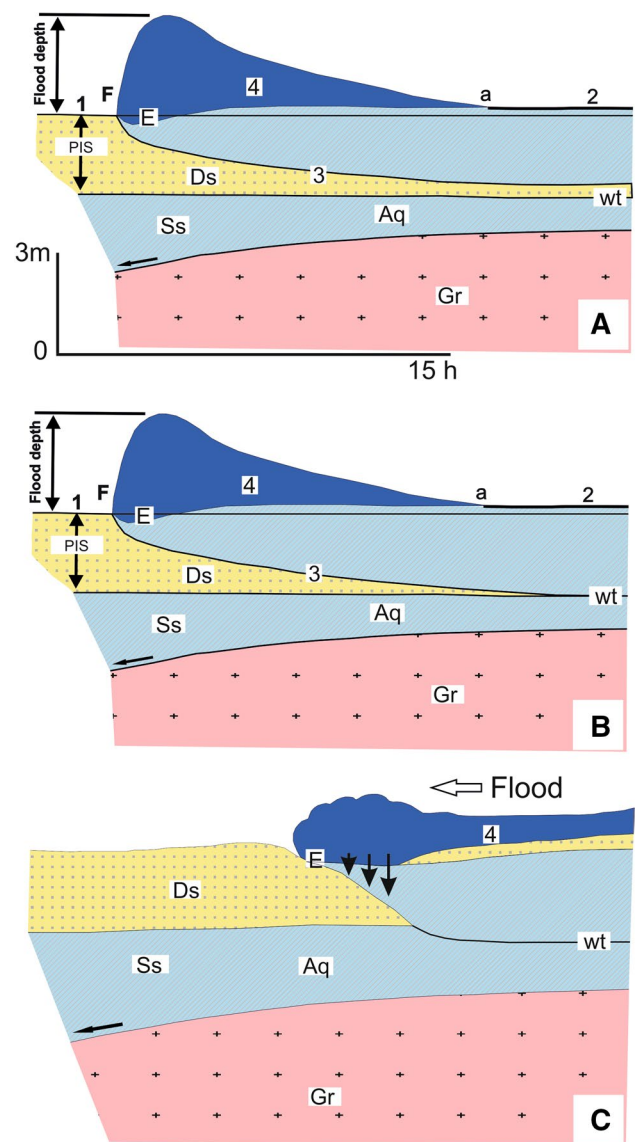 Flood depth
1
F
4
a
2
E
PIS
Ds
3
wt
Ss
Aq
3m
Gr
A
0
15 h
Flood depth
1
F
4
a
2
E
PIS
Ds
3
wt
Ss
Aq
Gr
B
Flood
4
E
Ds
wt
Ss
Aq
Gr
C